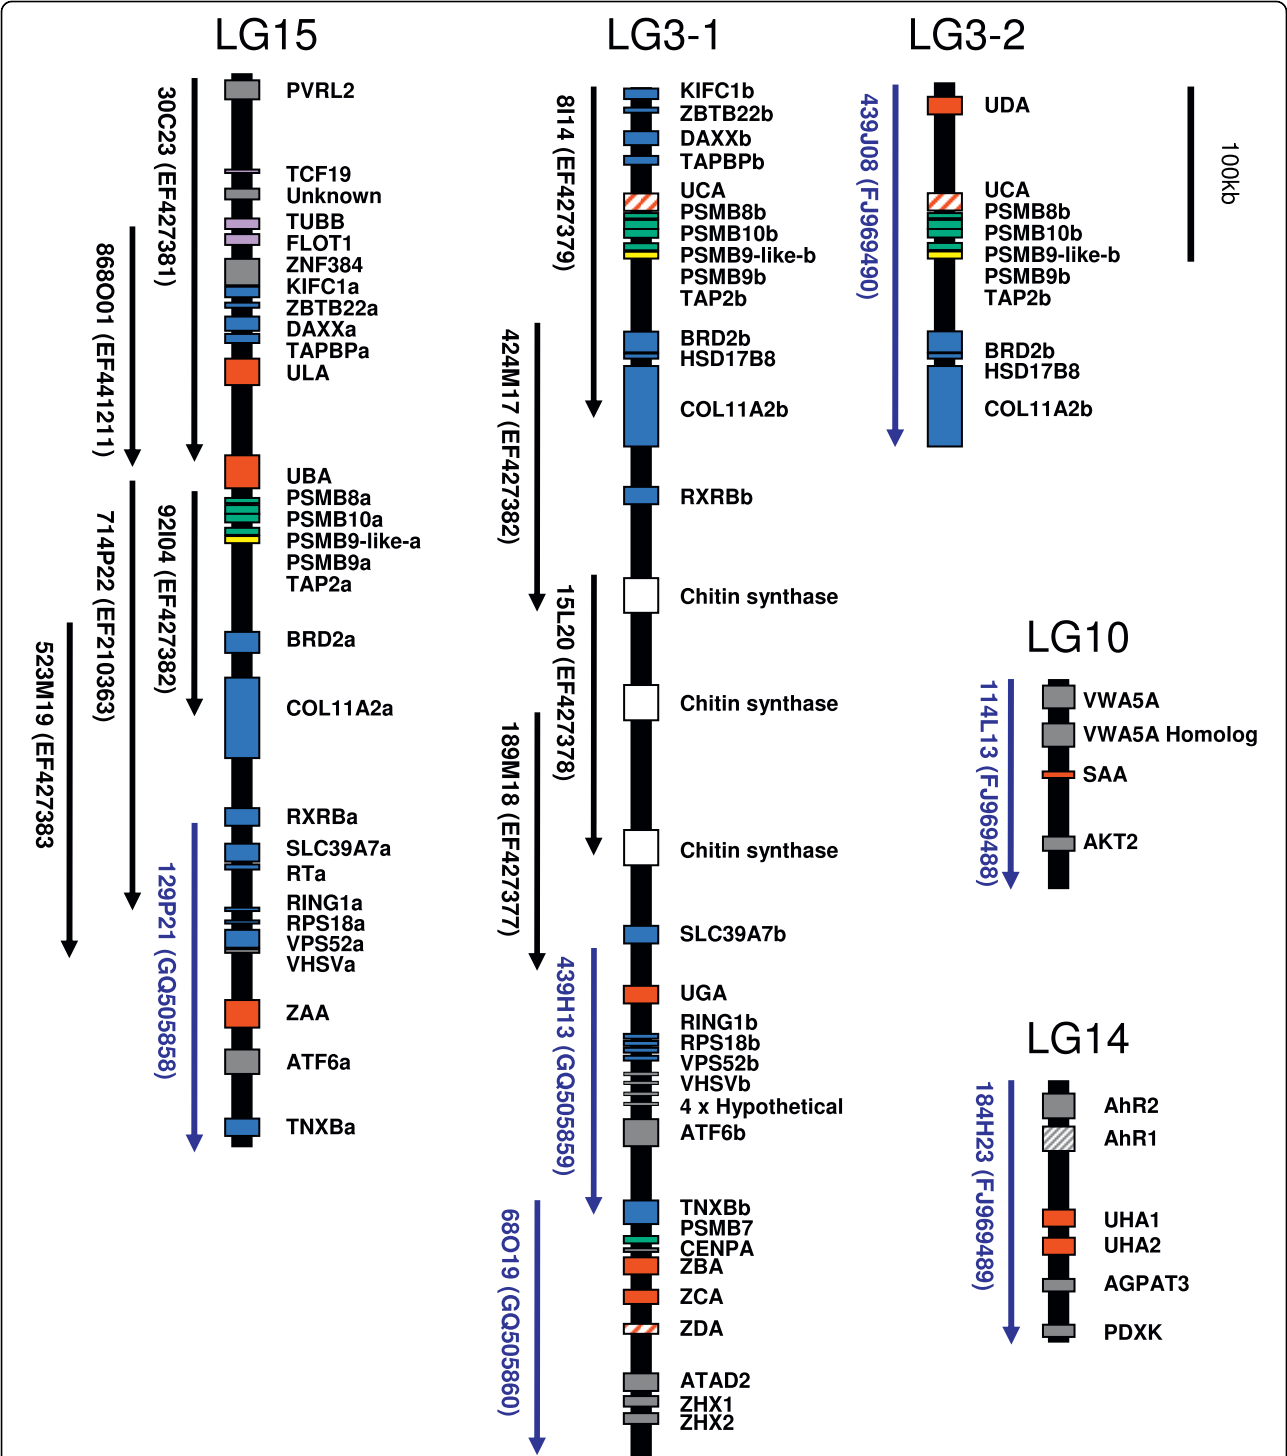 LG15
30C23 (EF427381)
868O01 (EF441211)
714P22 (EF210363)
92I04 (EF427382)
523M19 (EF427383
129P21 (GQ505858)
PVRL2
TCF19
Unknown
TUBB
FLOT1
ZNF384
KIFC1a
ZBTB22a
DAXXa
TAPBPa
ULA
UBA
PSMB8a
PSMB10a
PSMB9-like-a
PSMB9a
TAP2a
BRD2a
COL11A2a
RXRBa
SLC39A7a
RTa
RING1a
RPS18a
VPS52a
VHSVa
ZAA
ATF6a
TNXBa
LG3-1
8I14 (EF427379)
424M17 (EF427382)
15L20 (EF427378)
189M18 (EF427377)
439H13 (GQ505859)
68O19 (GQ505860)
KIFC1b
ZBTB22b
DAXXb
TAPBPb
UCA
PSMB8b
PSMB10b
PSMB9-like-b
PSMB9b
TAP2b
BRD2b
HSD17B8
COL11A2b
RXRBb
Chitin synthase
Chitin synthase
Chitin synthase
SLC39A7b
UGA
RING1b
RPS18b
VPS52b
VHSVb
4 x Hypothetical
ATF6b
TNXBb
PSMB7
CENPA
ZBA
ZCA
ZDA
ATAD2
ZHX1
ZHX2
LG3-2
439J08 (FJ969490)
UDA
UCA
PSMB8b
PSMB10b
PSMB9-like-b
PSMB9b
TAP2b
BRD2b
HSD17B8
COL11A2b
100kb
LG10
114L13 (FJ969488)
VWA5A
VWA5A Homolog
SAA
AKT2
LG14
184H23 (FJ969489)
AhR2
AhR1
UHA1
UHA2
AGPAT3
PDXK